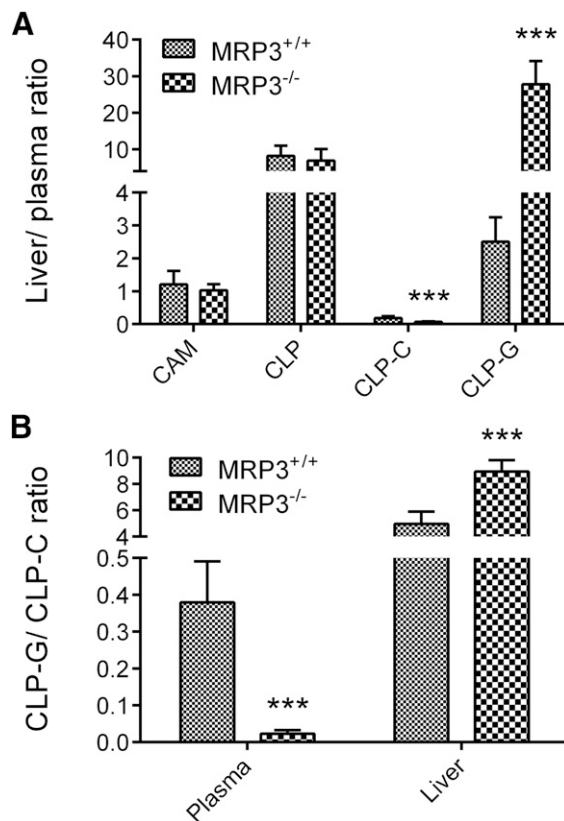 A
Liver/ plasma ratio
40
30
20
10
4
3
2
1
0
MRP3+/+
MRP3-/-
***
***
CAM
CLP
CLP-C
CLP-G
B
CLP-G/ CLP-C ratio
10
8
6
4
0.5
0.4
0.3
0.2
0.1
0.0
MRP3+/+
MRP3-/-
***
***
Plasma
Liver